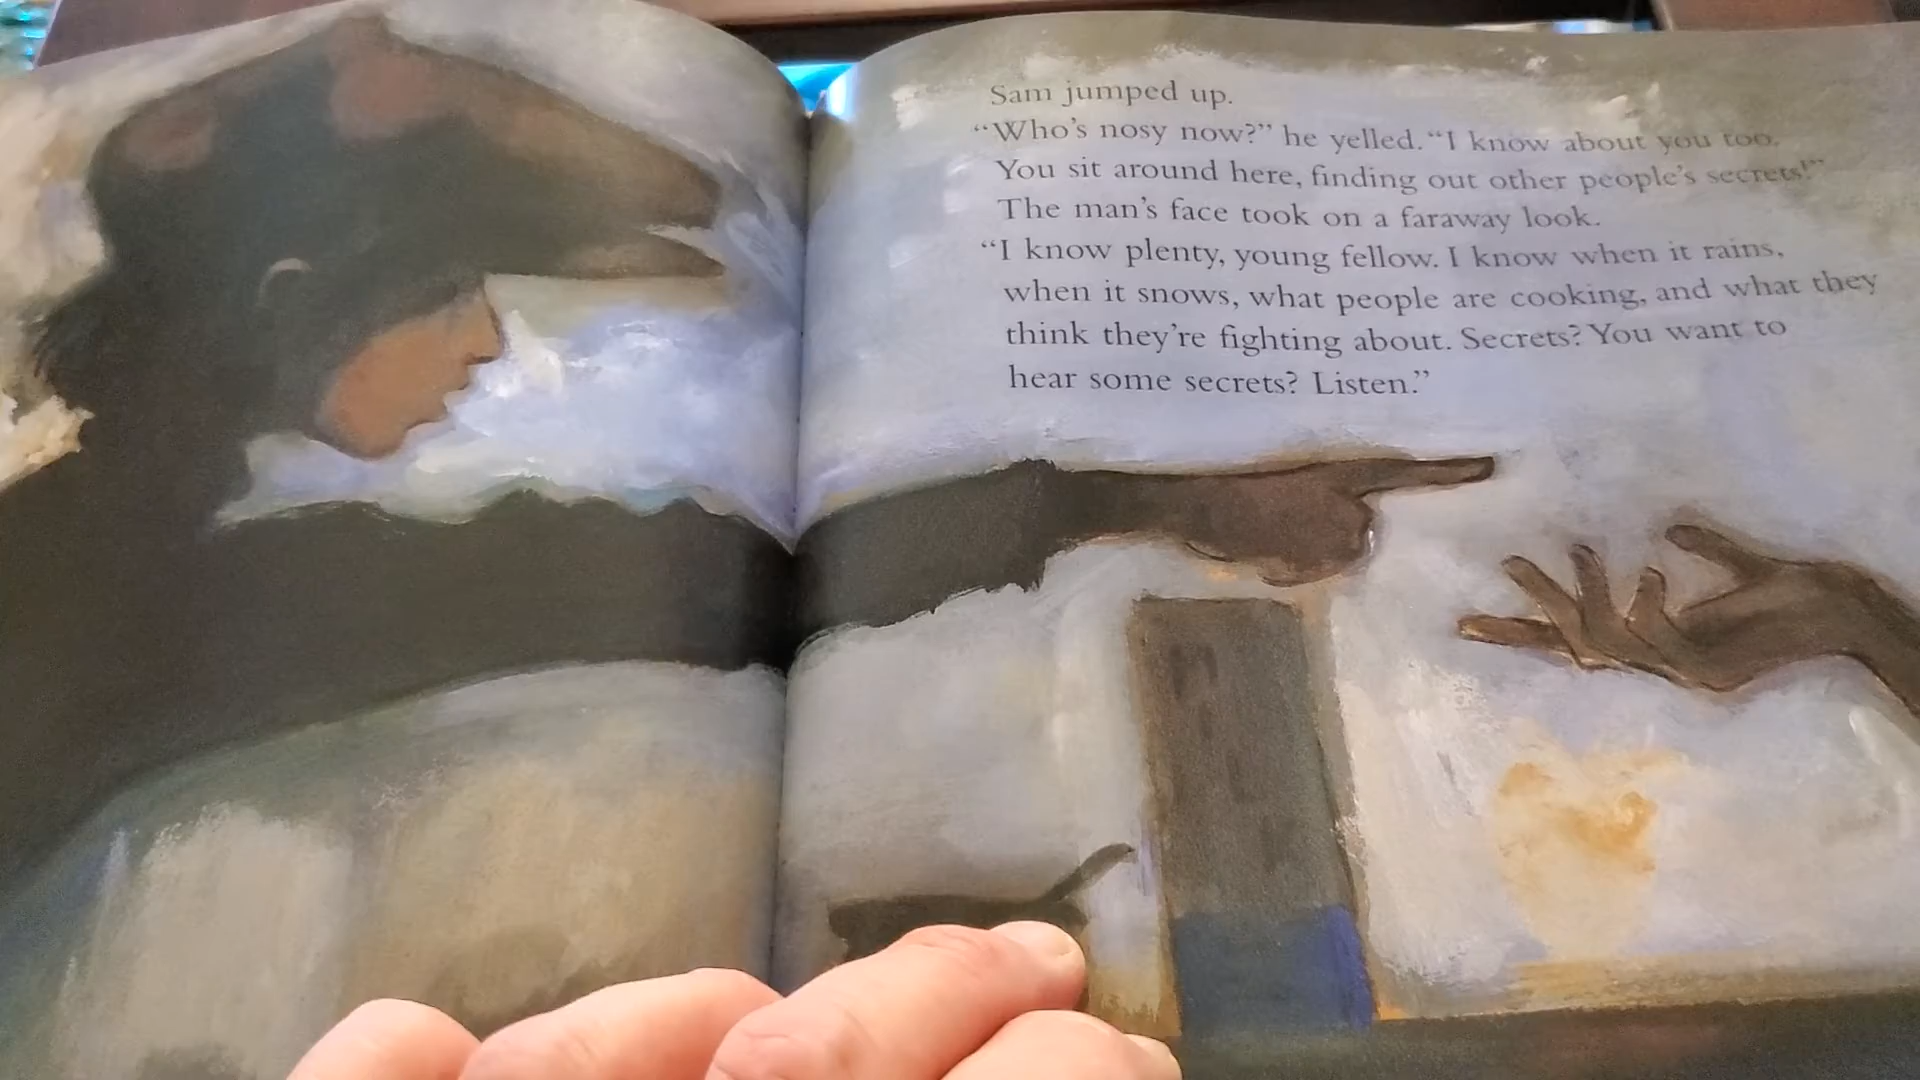 Sam jumped up.
“Who’s nosy now?” he yelled. “I know about you too.
You sit around here, finding out other people’s secrets!”
The man’s face took on a faraway look.
“I know plenty, young fellow. I know when it rains,
when it snows, what people are cooking, and what they
think they’re fighting about. Secrets? You want to
hear some secrets? Listen.”